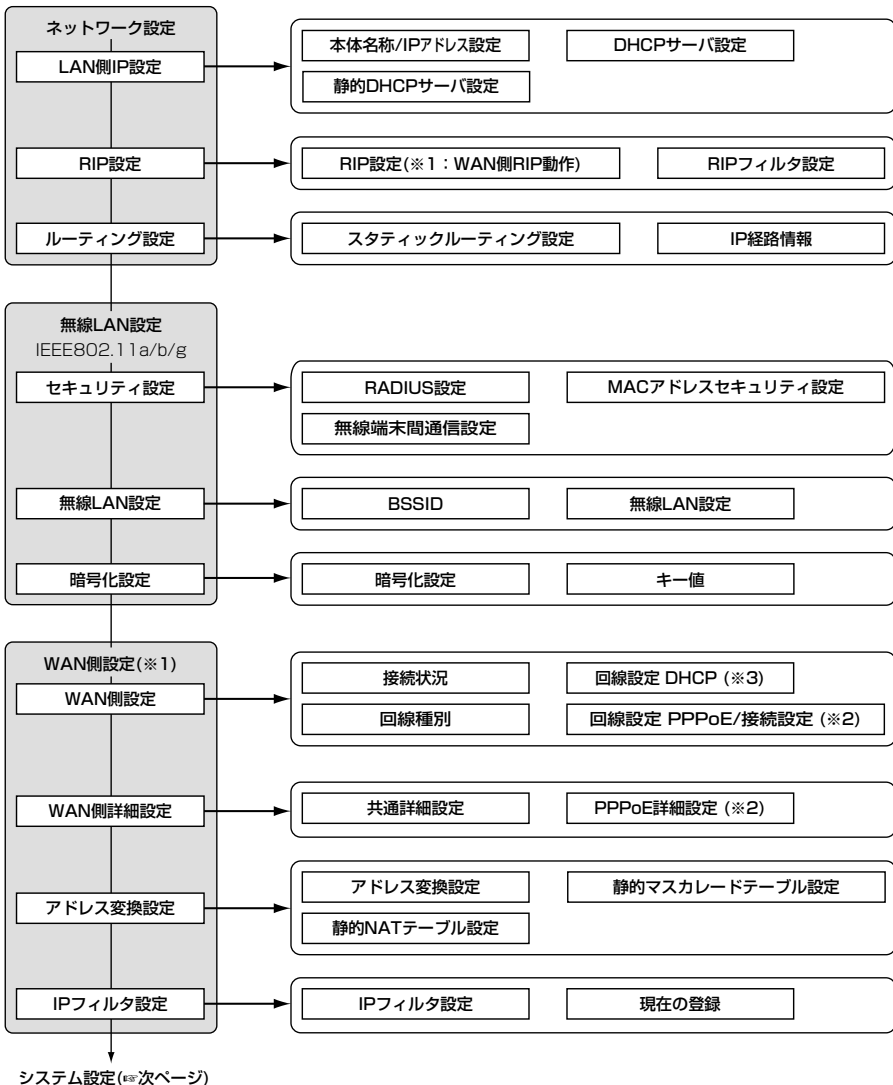 ネットワーク設定
LAN側IP設定
本体名称/IPアドレス設定
DHCPサーバ設定
静的DHCPサーバ設定
RIP設定
RIP設定(※1：WAN側RIP動作)
RIPフィルタ設定
ルーティング設定
スタティックルーティング設定
IP経路情報
無線LAN設定
IEEE802.11a/b/g
セキュリティ設定
RADIUS設定
MACアドレスセキュリティ設定
無線端末間通信設定
無線LAN設定
BSSID
無線LAN設定
暗号化設定
暗号化設定
キー値
WAN側設定(※1)
WAN側設定
接続状況
回線設定 DHCP (※3)
回線種別
回線設定 PPPoE/接続設定 (※2)
WAN側詳細設定
共通詳細設定
PPPoE詳細設定 (※2)
アドレス変換設定
アドレス変換設定
静的マスカレードテーブル設定
静的NATテーブル設定
IPフィルタ設定
IPフィルタ設定
現在の登録
システム設定(☞次ページ)